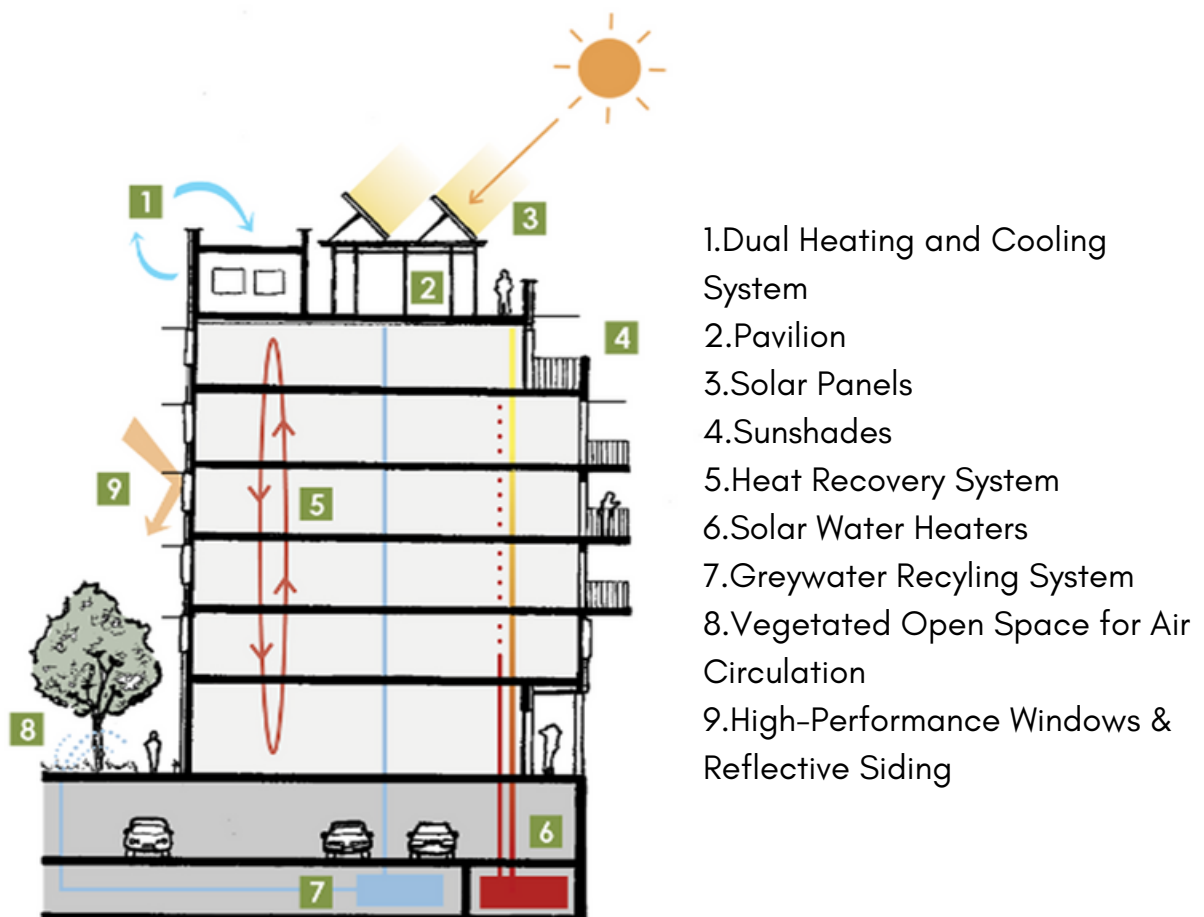 1
3
2
4
9
5
8
6
7
1.Dual Heating and Cooling
System
2.Pavilion
3.Solar Panels
4.Sunshades
5.Heat Recovery System
6.Solar Water Heaters
7.Greywater Recyling System
8.Vegetated Open Space for Air
Circulation
9.High-Performance Windows &
Reflective Siding